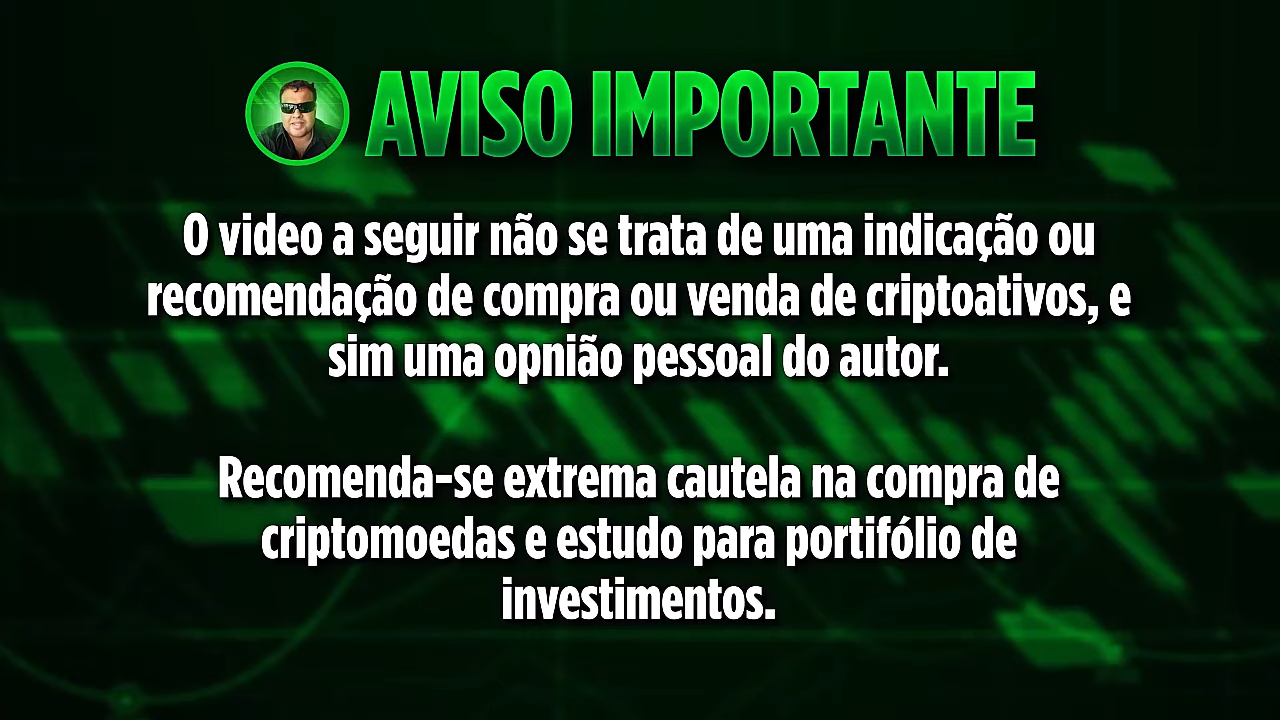 AVISO IMPORTANTE
O video a seguir não se trata de uma indicação ou
recomendação de compra ou venda de criptoativos, e
sim uma opnião pessoal do autor.
Recomenda-se extrema cautela na compra de
criptomoedas e estudo para portifólio de
investimentos.